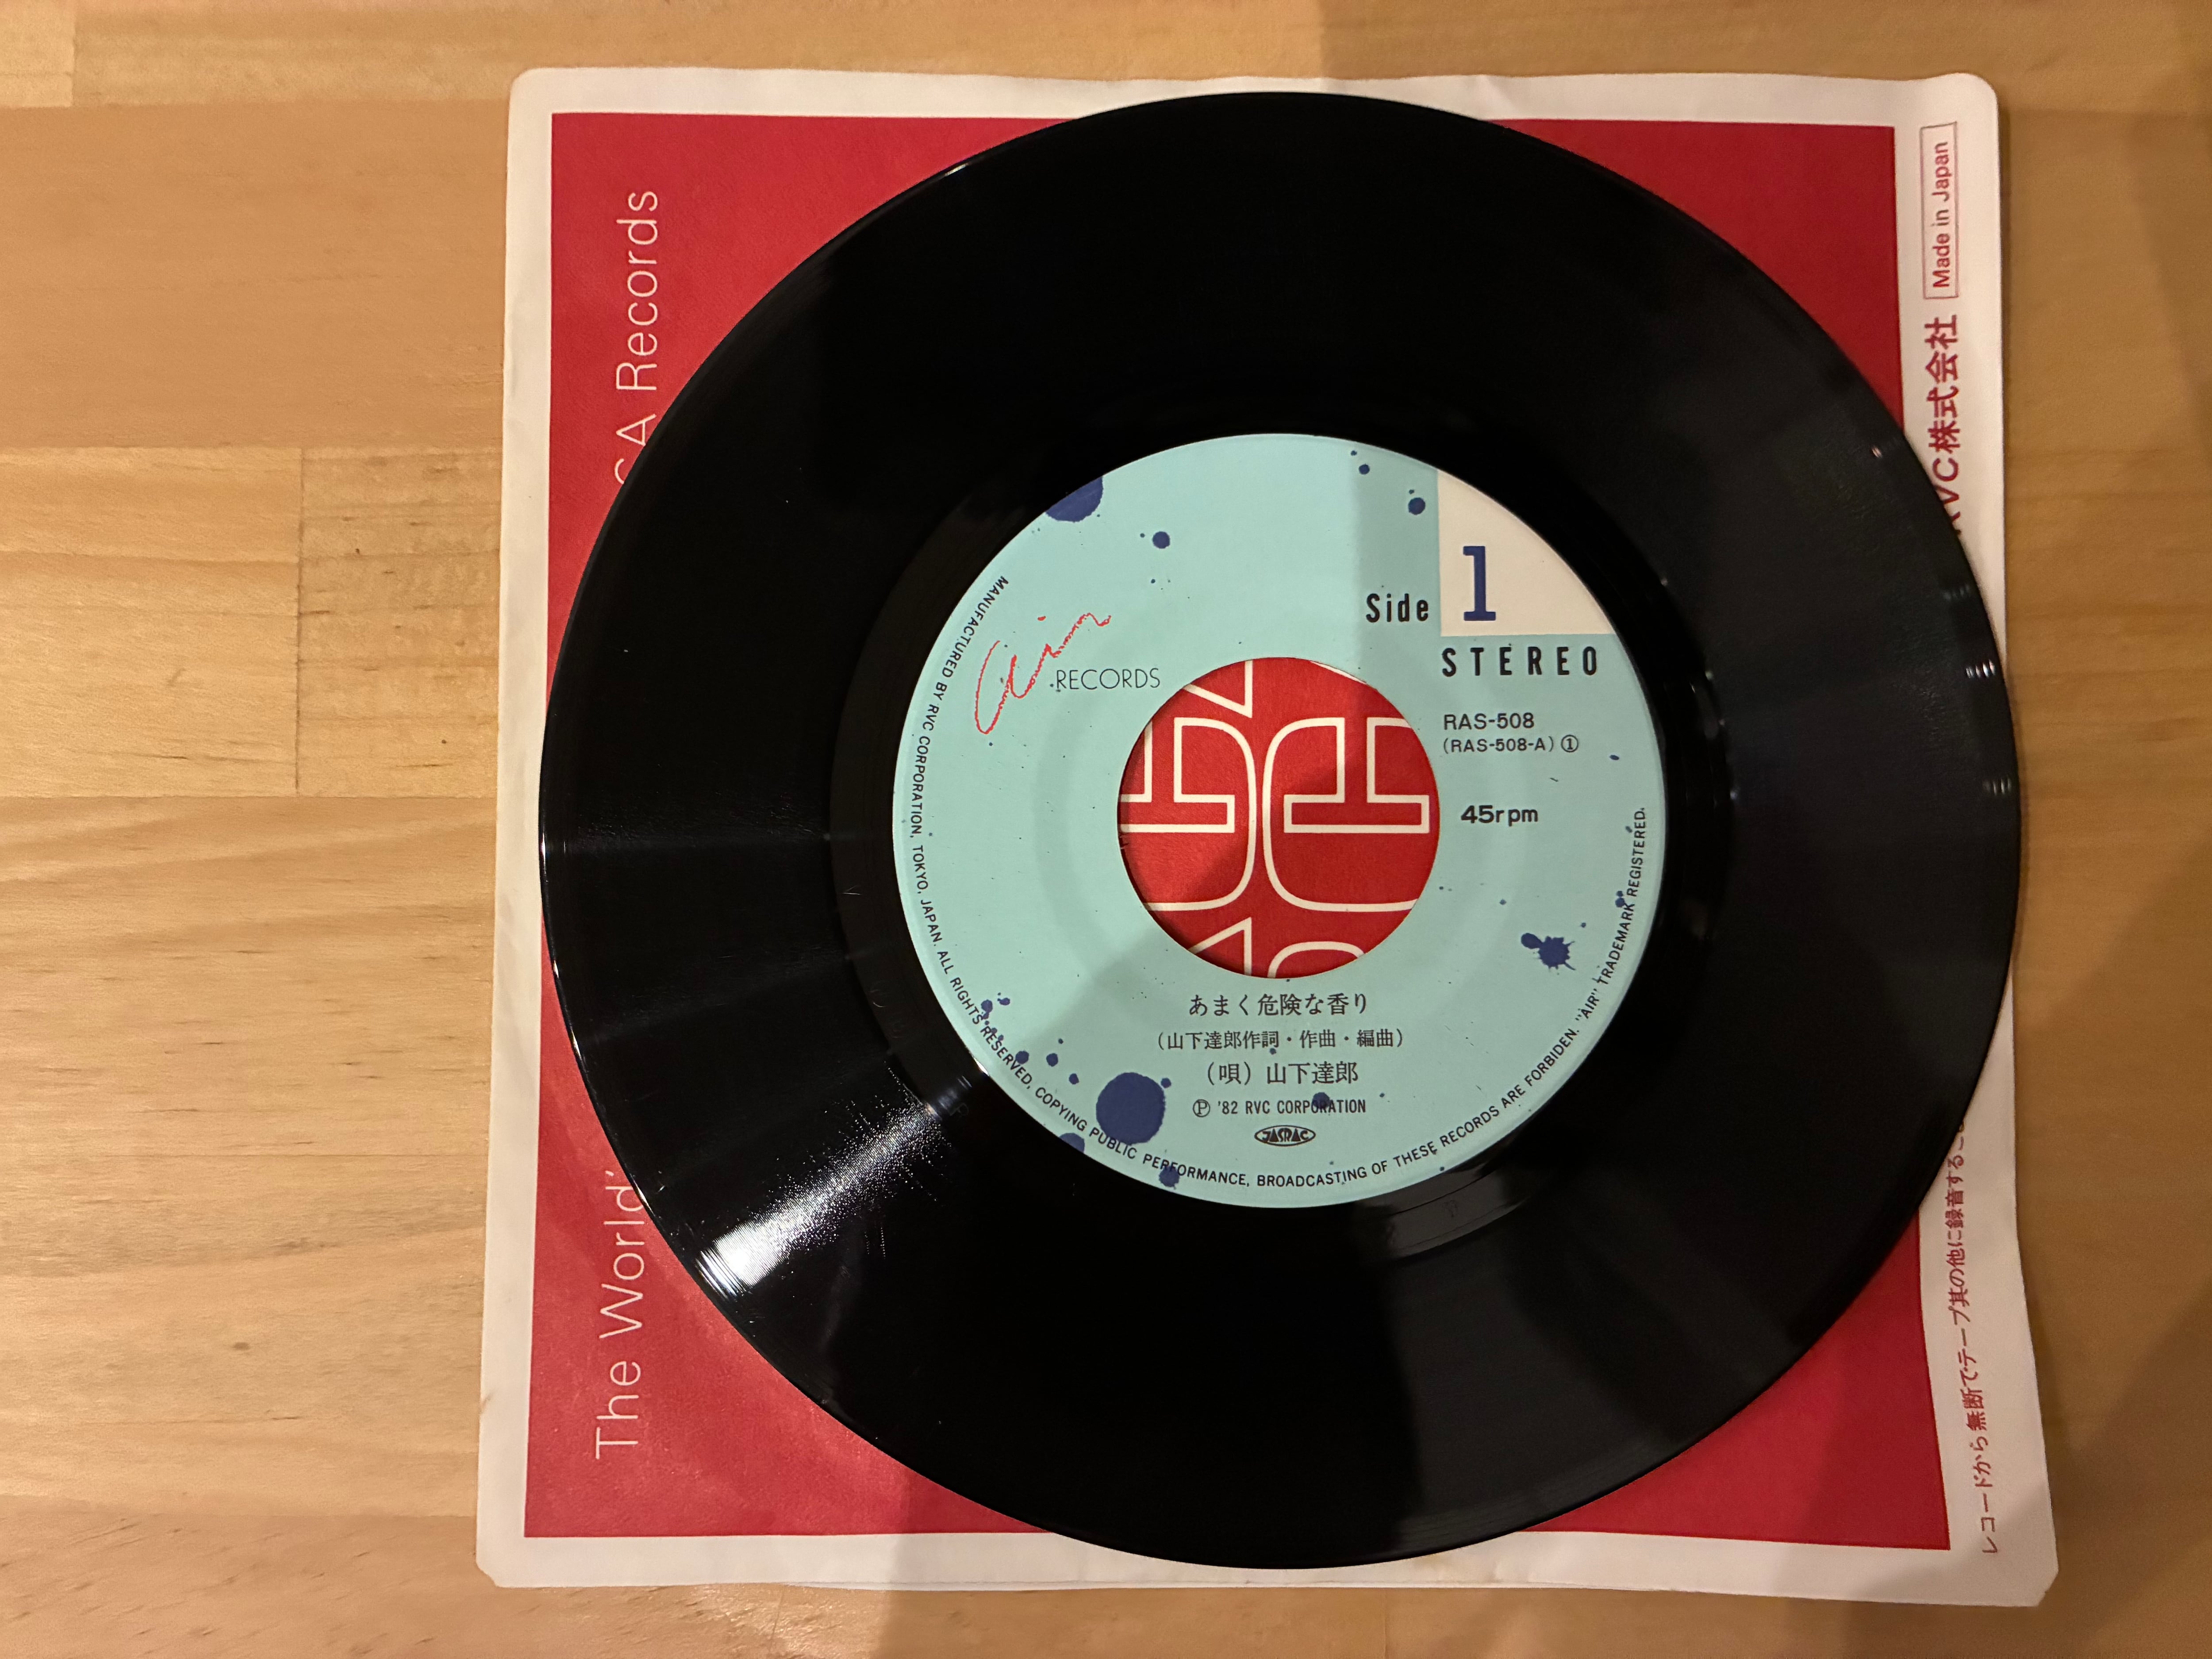 The World'
A Records
air RECORDS
Side 1
STEREO
RAS-508
(RAS-508-A) ①
45rpm
あまく危険な香り
(山下達郎作詞・作曲・編曲)
(唄) 山下達郎
Ⓟ '82 RVC CORPORATION
JASRAC
MANUFACTURED BY RVC CORPORATION, TOKYO, JAPAN. ALL RIGHTS RESERVED, COPYING PUBLIC PERFORMANCE, BROADCASTING OF THESE RECORDS ARE FORBIDEN. "AIR" TRADEMARK REGISTERED.
レコードから無断でテープ其の他に録音する
VC株式会社 Made in Japan